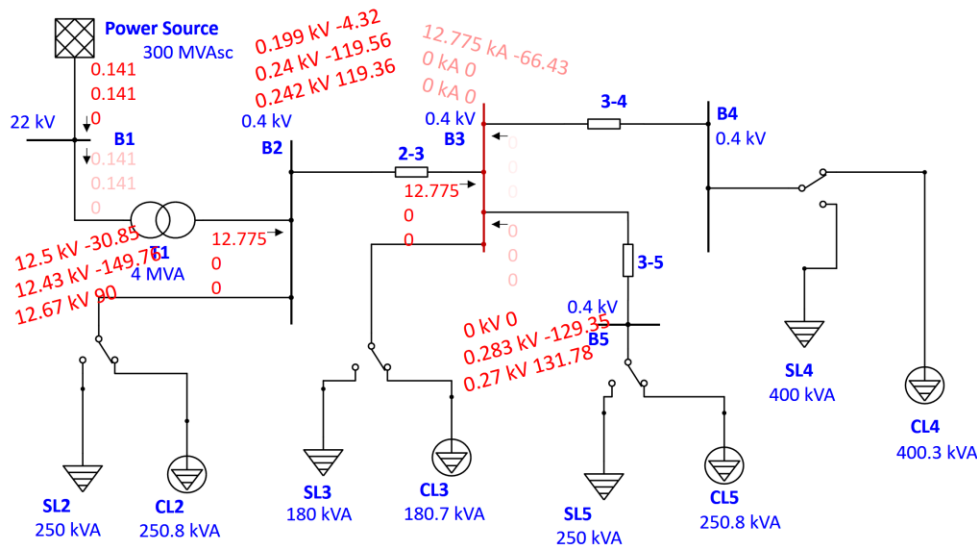 Power Source
300 MVAsc
0.141
0.141
0
22 kV
B1
0.141
0.141
0
T1
4 MVA
12.5 kV -30.85
12.43 kV -149.76
12.67 kV 90
0.199 kV -4.32
0.24 kV -119.56
0.242 kV 119.36
0.4 kV
B2
12.775
0
0
2-3
12.775
0
0
12.775 kA -66.43
0 kA 0
0 kA 0
0.4 kV
B3
0
0
0
0
0
0
3-4
B4
0.4 kV
3-5
0.4 kV
B5
0 kV 0
0.283 kV -129.35
0.27 kV 131.78
SL2
250 kVA
CL2
250.8 kVA
SL3
180 kVA
CL3
180.7 kVA
SL5
250 kVA
CL5
250.8 kVA
SL4
400 kVA
CL4
400.3 kVA